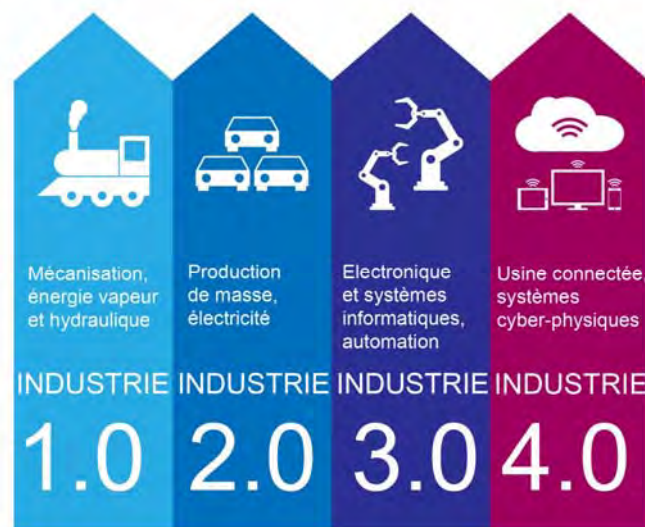 Mécanisation,
énergie vapeur
et hydraulique
INDUSTRIE
1.0
Production
de masse,
électricité
INDUSTRIE
2.0
Electronique
et systèmes
informatiques,
automation
INDUSTRIE
3.0
Usine connectée,
systèmes
cyber-physiques
INDUSTRIE
4.0